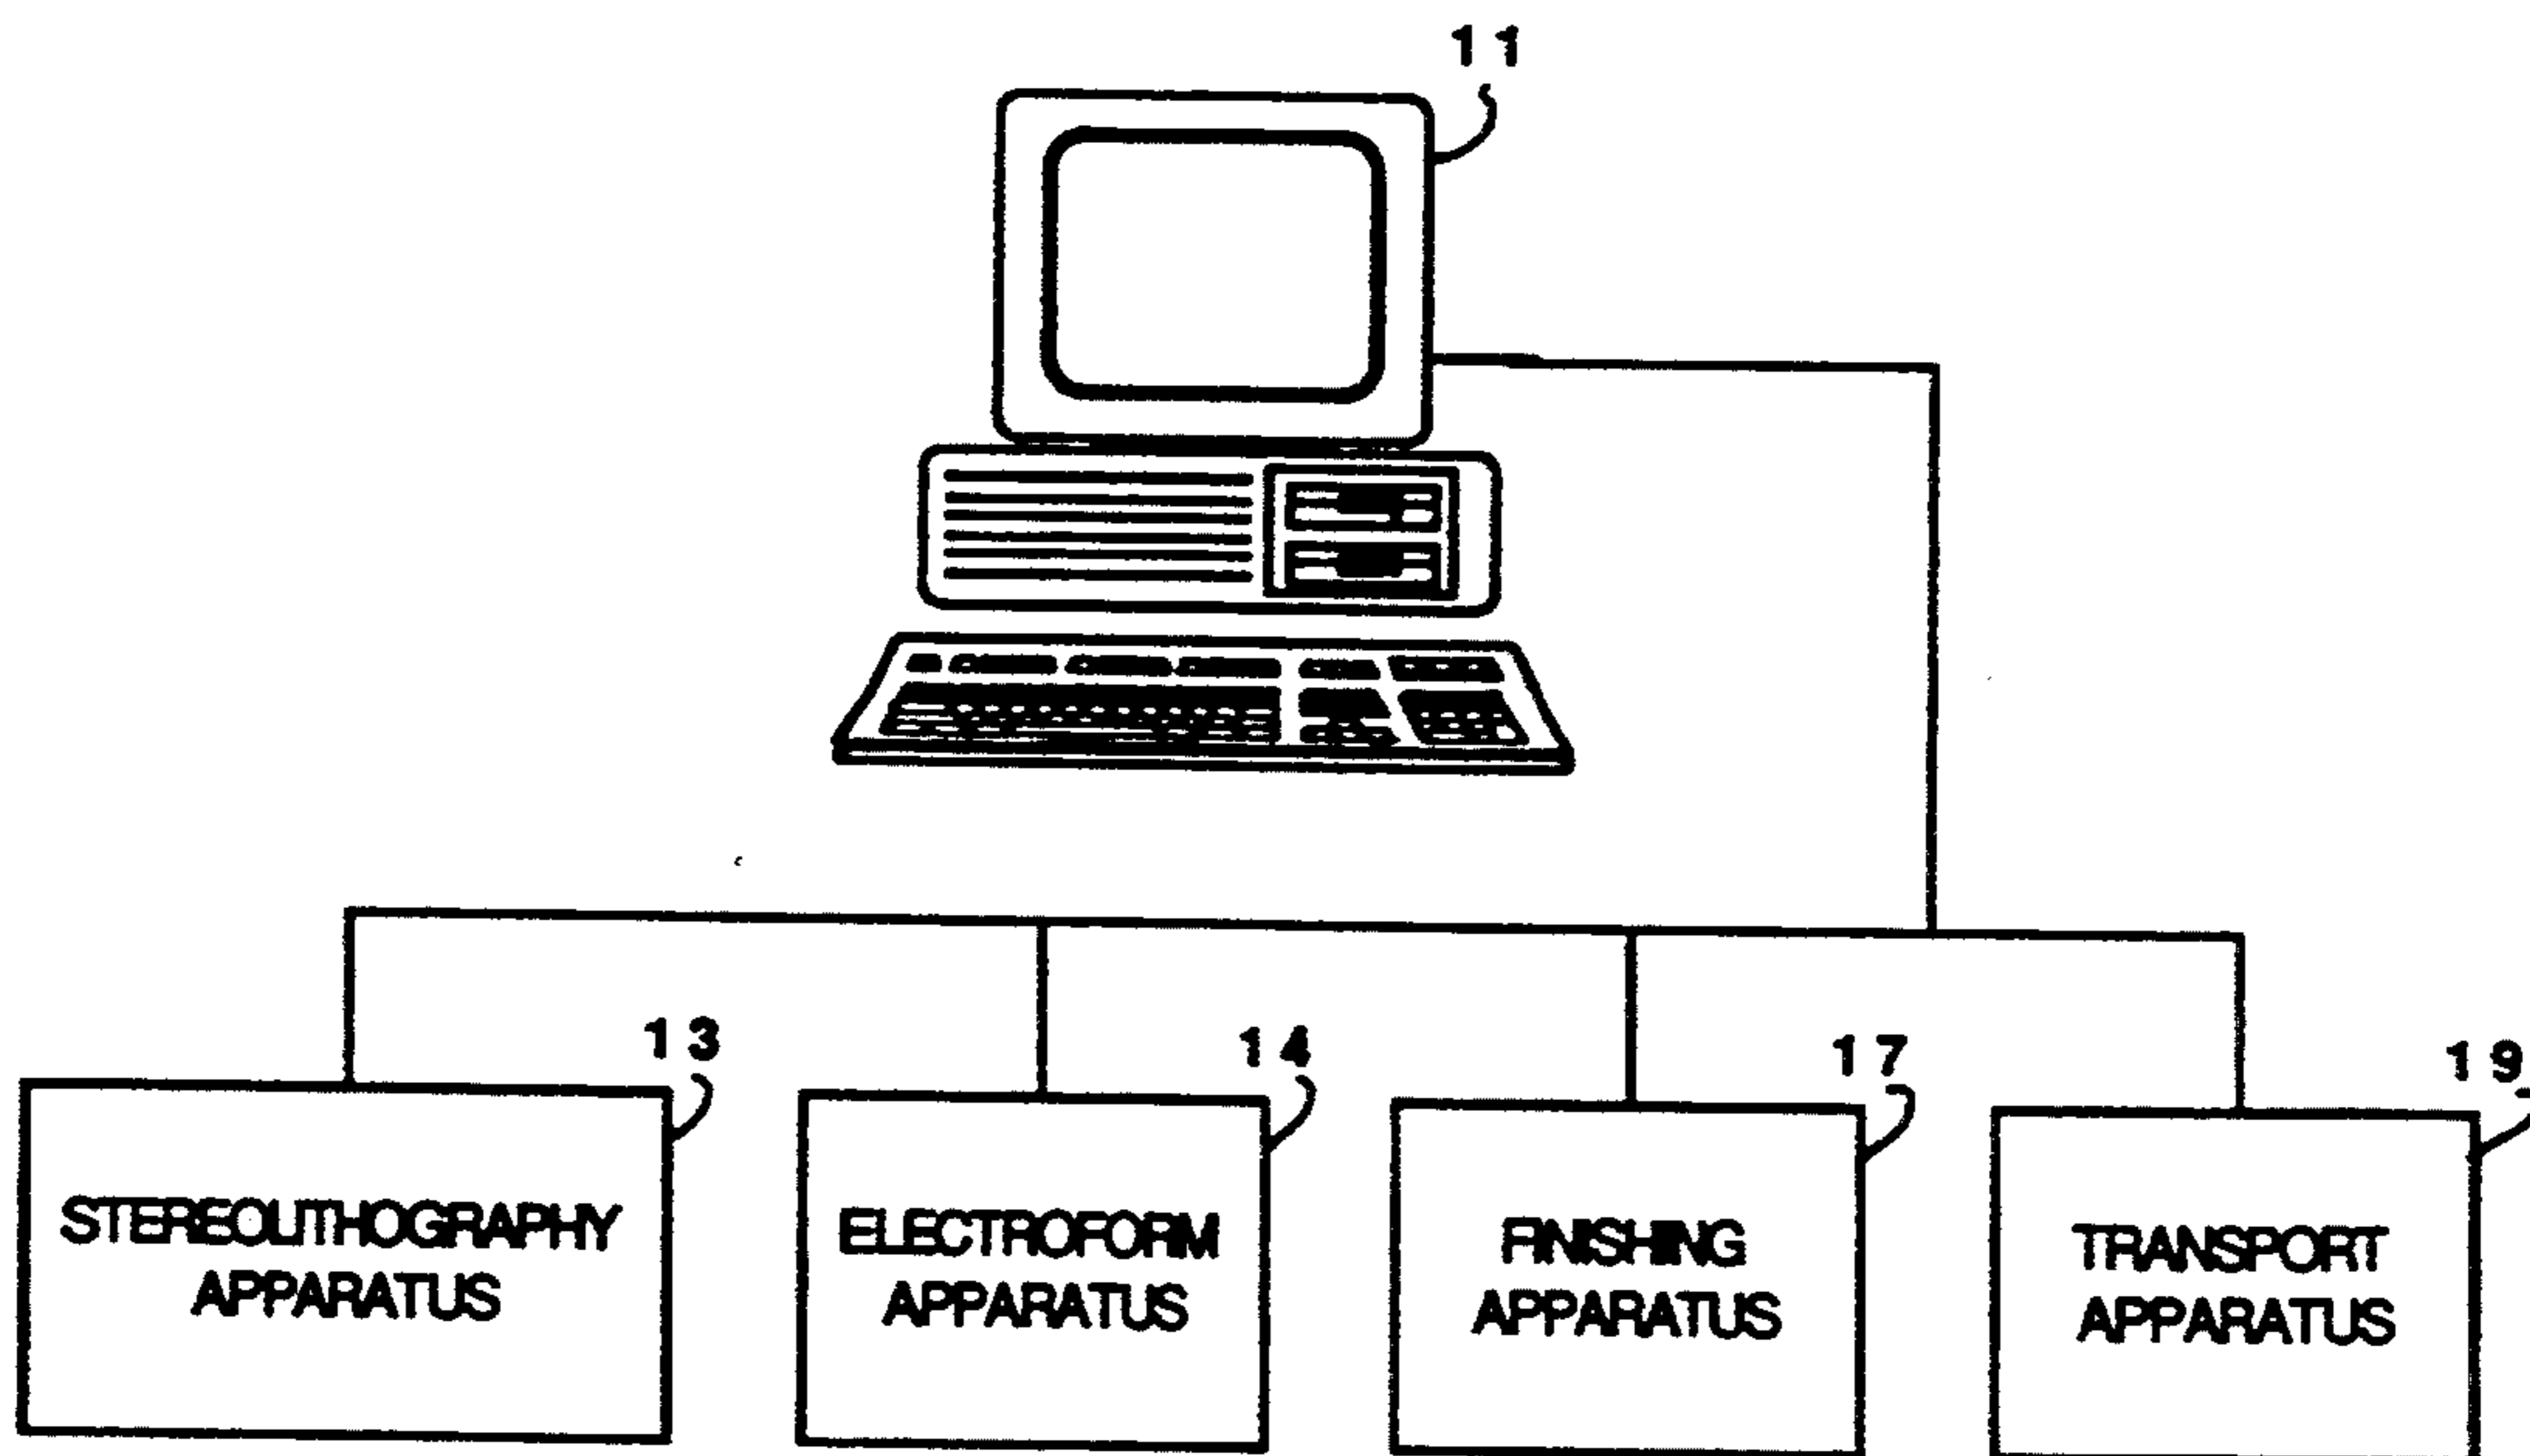 11
13
14
17
19
STEREOLITHOGRAPHY
APPARATUS
ELECTROFORM
APPARATUS
FINISHING
APPARATUS
TRANSPORT
APPARATUS